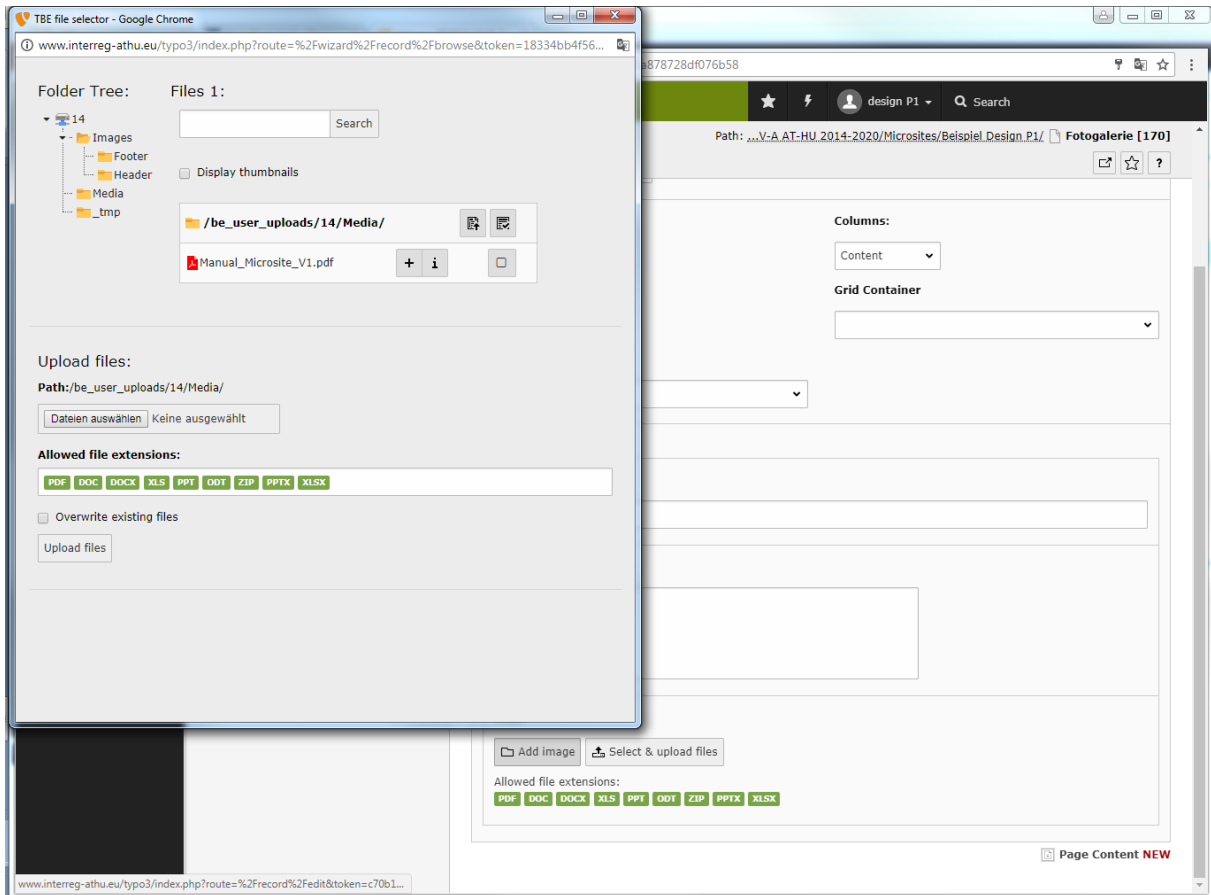 TBE file selector - Google Chrome
www.interreg-athu.eu/typo3/index.php?route=%2Fwizard%2Frecord%2Fbrowse&token=18334bb4f56...
a878728df076b58
design P1
Search
Path: ...V-A AT-HU 2014-2020/Microsites/Beispiel Design P1/ Fotogalerie [170]
?
Folder Tree:
14
Images
Footer
Header
Media
_tmp
Files 1:
Search
Display thumbnails
/be_user_uploads/14/Media/
Manual_Microsite_V1.pdf
+ i
Upload files:
Path:/be_user_uploads/14/Media/
Dateien auswählen Keine ausgewählt
Allowed file extensions:
PDF DOC DOCX XLS PPT ODT ZIP PPTX XLSX
Overwrite existing files
Upload files
Columns:
Content
Grid Container
Add image Select & upload files
Allowed file extensions:
PDF DOC DOCX XLS PPT ODT ZIP PPTX XLSX
Page Content NEW
www.interreg-athu.eu/typo3/index.php?route=%2Frecord%2Fedit&token=c70b1...